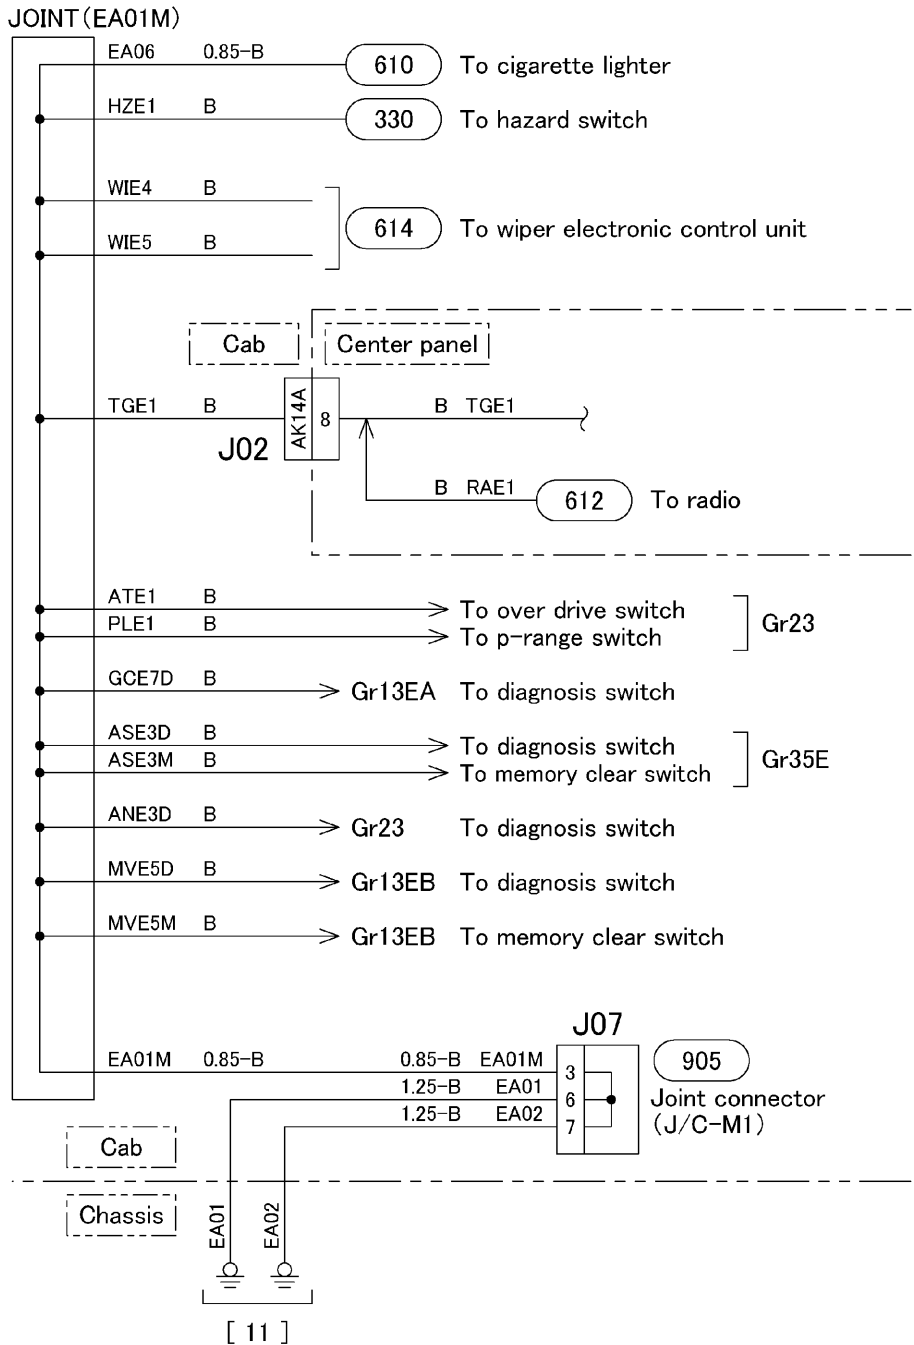 JOINT(EA01M)
EA06 0.85-B 610 To cigarette lighter
HZE1 B 330 To hazard switch
WIE4 B
614 To wiper electronic control unit
WIE5 B
Cab Center panel
TGE1 B AK14A 8 B TGE1
J02
B RAE1 612 To radio
ATE1 B To over drive switch
Gr23
PLE1 B To p-range switch
GCE7D B Gr13EA To diagnosis switch
ASE3D B To diagnosis switch
Gr35E
ASE3M B To memory clear switch
ANE3D B Gr23 To diagnosis switch
MVE5D B Gr13EB To diagnosis switch
MVE5M B Gr13EB To memory clear switch
J07
EA01M 0.85-B 0.85-B EA01M 3 905
1.25-B EA01 6 Joint connector
1.25-B EA02 7 (J/C-M1)
Cab
Chassis
EA01 EA02
[ 11 ]